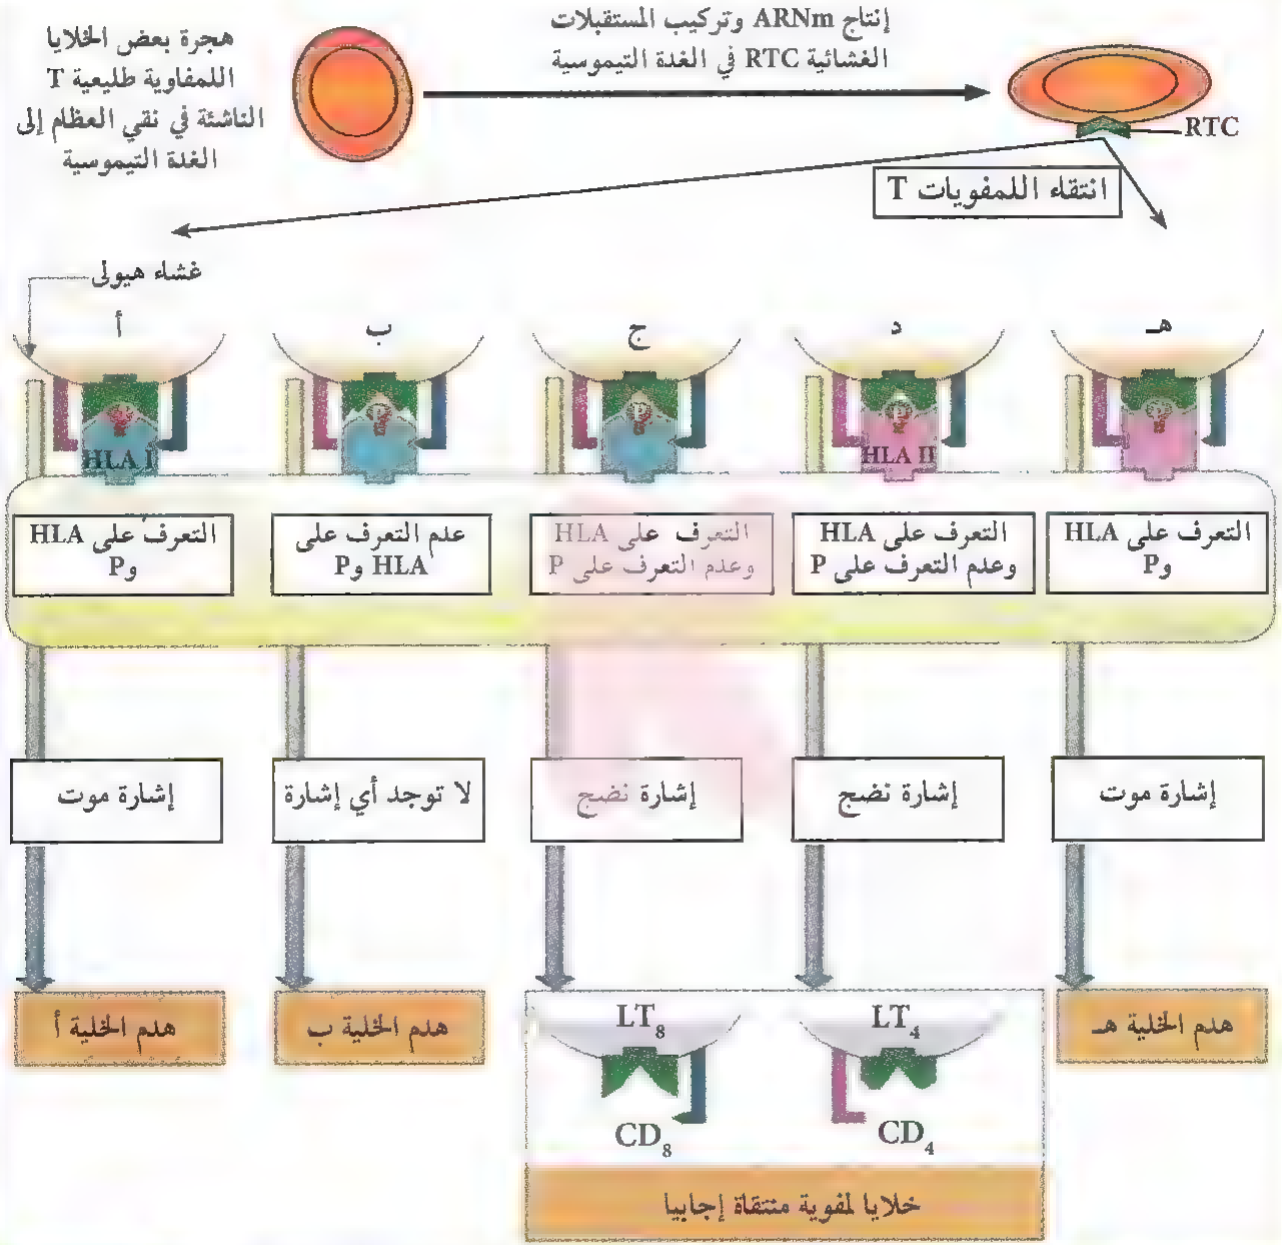 هجرة بعض الخلايا
اللمفاوية طليعية T
الناشئة في نقي العظام إلى
الغدة التيموسية
إنتاج ARNm وتركيب المستقبلات
الغشائية RTC في الغدة التيموسية
RTC
انتقاء اللمفويات T
غشاء هيولى
أ
ب
ج
د
هـ
HLA I
P
P
HLA II
P
P
التعرف على HLA
وP
عدم التعرف على
HLA وP
التعرف على HLA
وعدم التعرف على P
التعرف على HLA
وعدم التعرف على P
التعرف على HLA
وP
إشارة موت
لا توجد أي إشارة
إشارة نضج
إشارة نضج
إشارة موت
هدم الخلية أ
هدم الخلية ب
LT8
CD8
LT4
CD4
هدم الخلية هـ
خلايا لمفوية منتقاة إجابيا